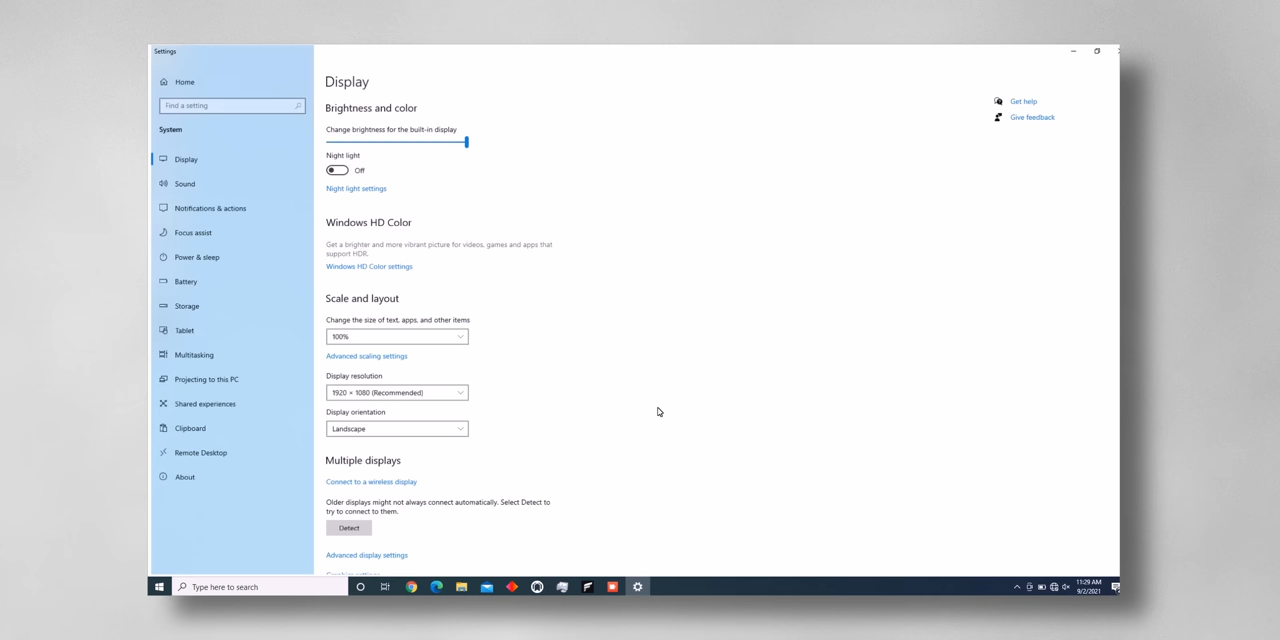 Settings
Home
Find a setting
System
Display
Sound
Notifications & actions
Focus assist
Power & sleep
Battery
Storage
Tablet
Multitasking
Projecting to this PC
Shared experiences
Clipboard
Remote Desktop
About
Display
Brightness and color
Change brightness for the built-in display
Night light
Off
Night light settings
Windows HD Color
Get a brighter and more vibrant picture for videos, games and apps that
support HDR.
Windows HD Color settings
Scale and layout
Change the size of text, apps, and other items
100%
Advanced scaling settings
Display resolution
1920 × 1080 (Recommended)
Display orientation
Landscape
Multiple displays
Connect to a wireless display
Older displays might not always connect automatically. Select Detect to
try to connect to them.
Detect
Advanced display settings
Get help
Give feedback
Type here to search
11:29 AM
9/2/2021